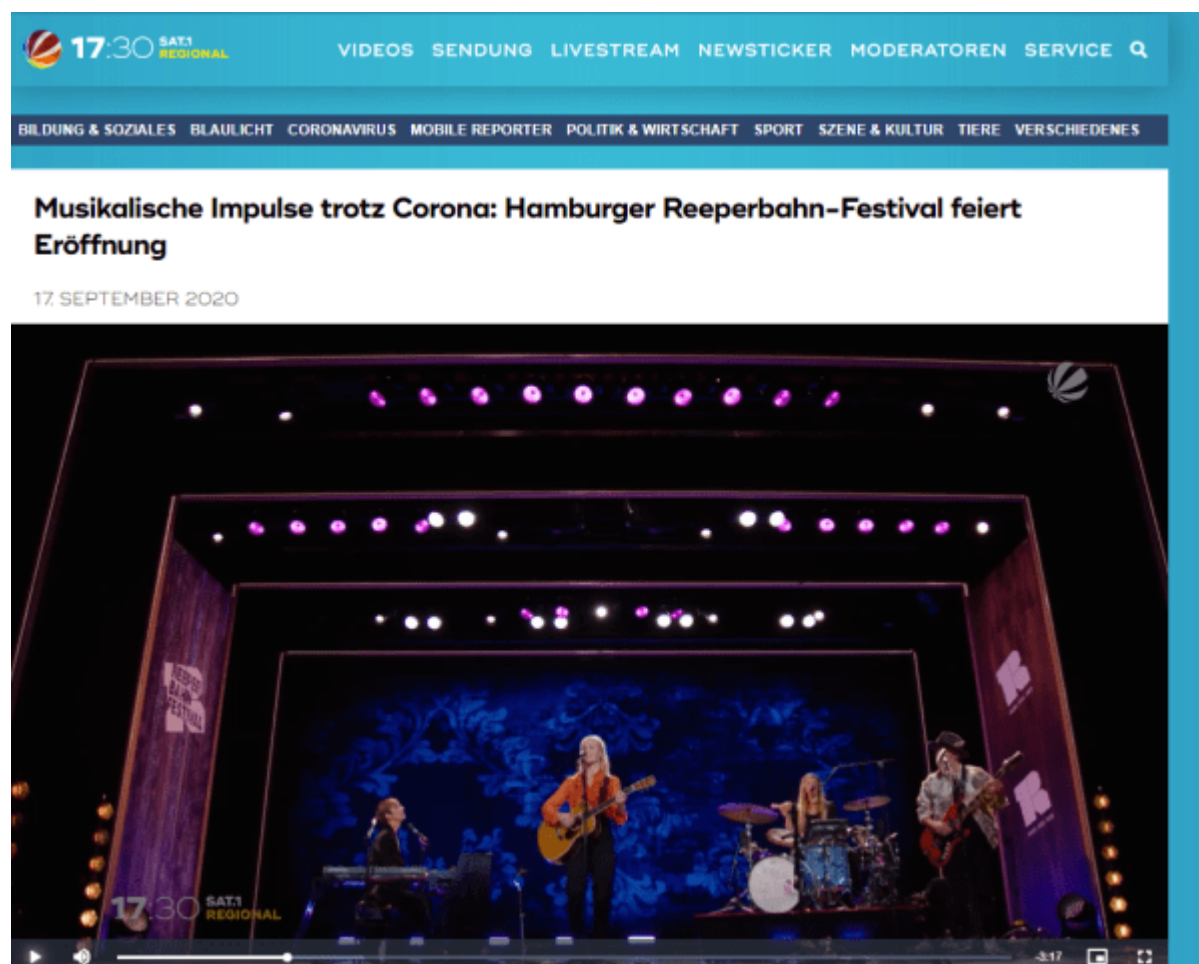 17:30 SAT.1 REGIONAL
VIDEOS SENDUNG LIVESTREAM NEWSTICKER MODERATOREN SERVICE
BILDUNG & SOZIALES BLAULICHT CORONAVIRUS MOBILE REPORTER POLITIK & WIRTSCHAFT SPORT SZENE & KULTUR TIERE VERSCHIEDENES
Musikalische Impulse trotz Corona: Hamburger Reeperbahn-Festival feiert
Eröffnung
17. SEPTEMBER 2020
REEPER
BAHN
FESTIVAL
17:30 SAT.1 REGIONAL
-3:17